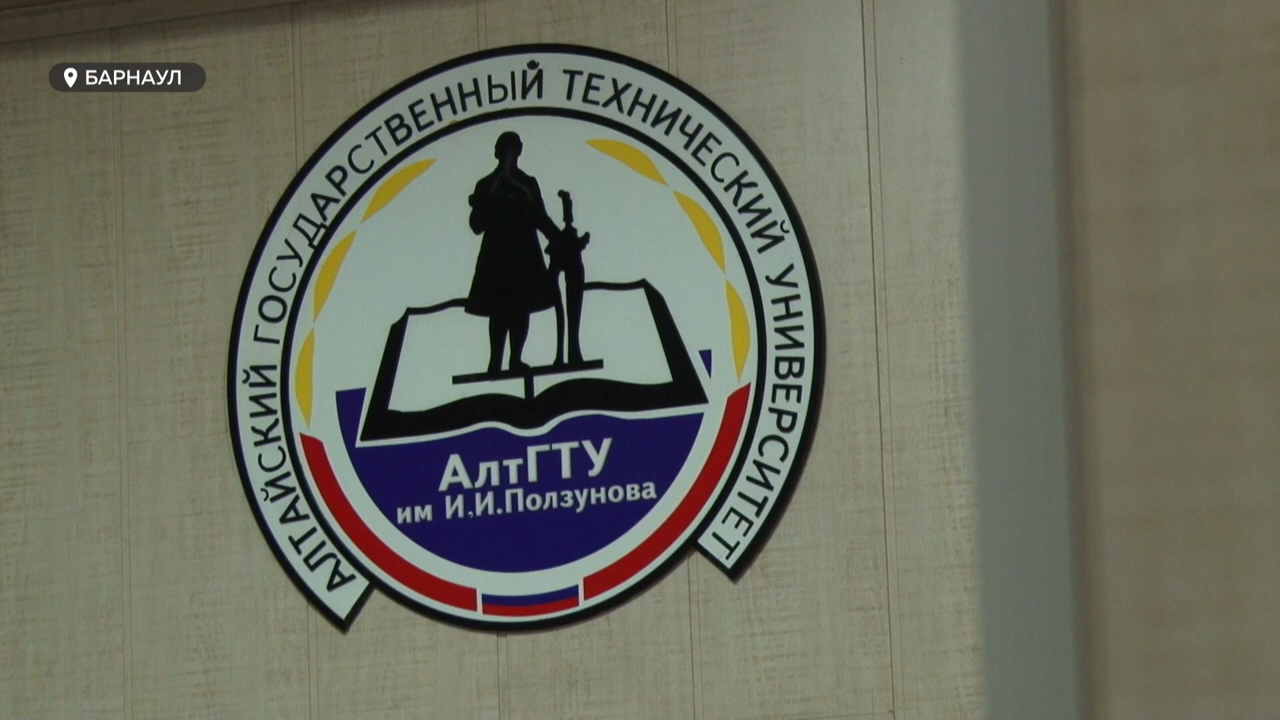 БАРНАУЛ
АЛТАЙСКИЙ ГОСУДАРСТВЕННЫЙ ТЕХНИЧЕСКИЙ УНИВЕРСИТЕТ
АлтГТУ
им И.И.Ползунова